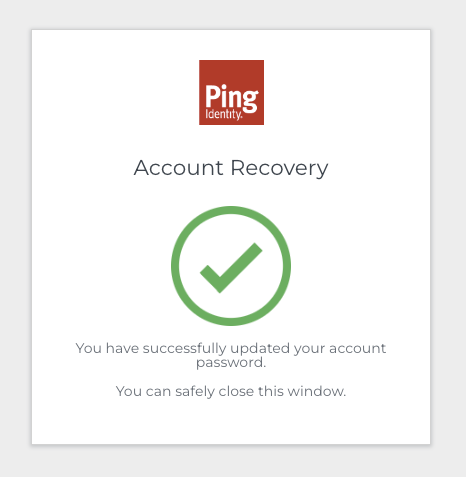 Ping
Identity.
Account Recovery
You have successfully updated your account
password.
You can safely close this window.